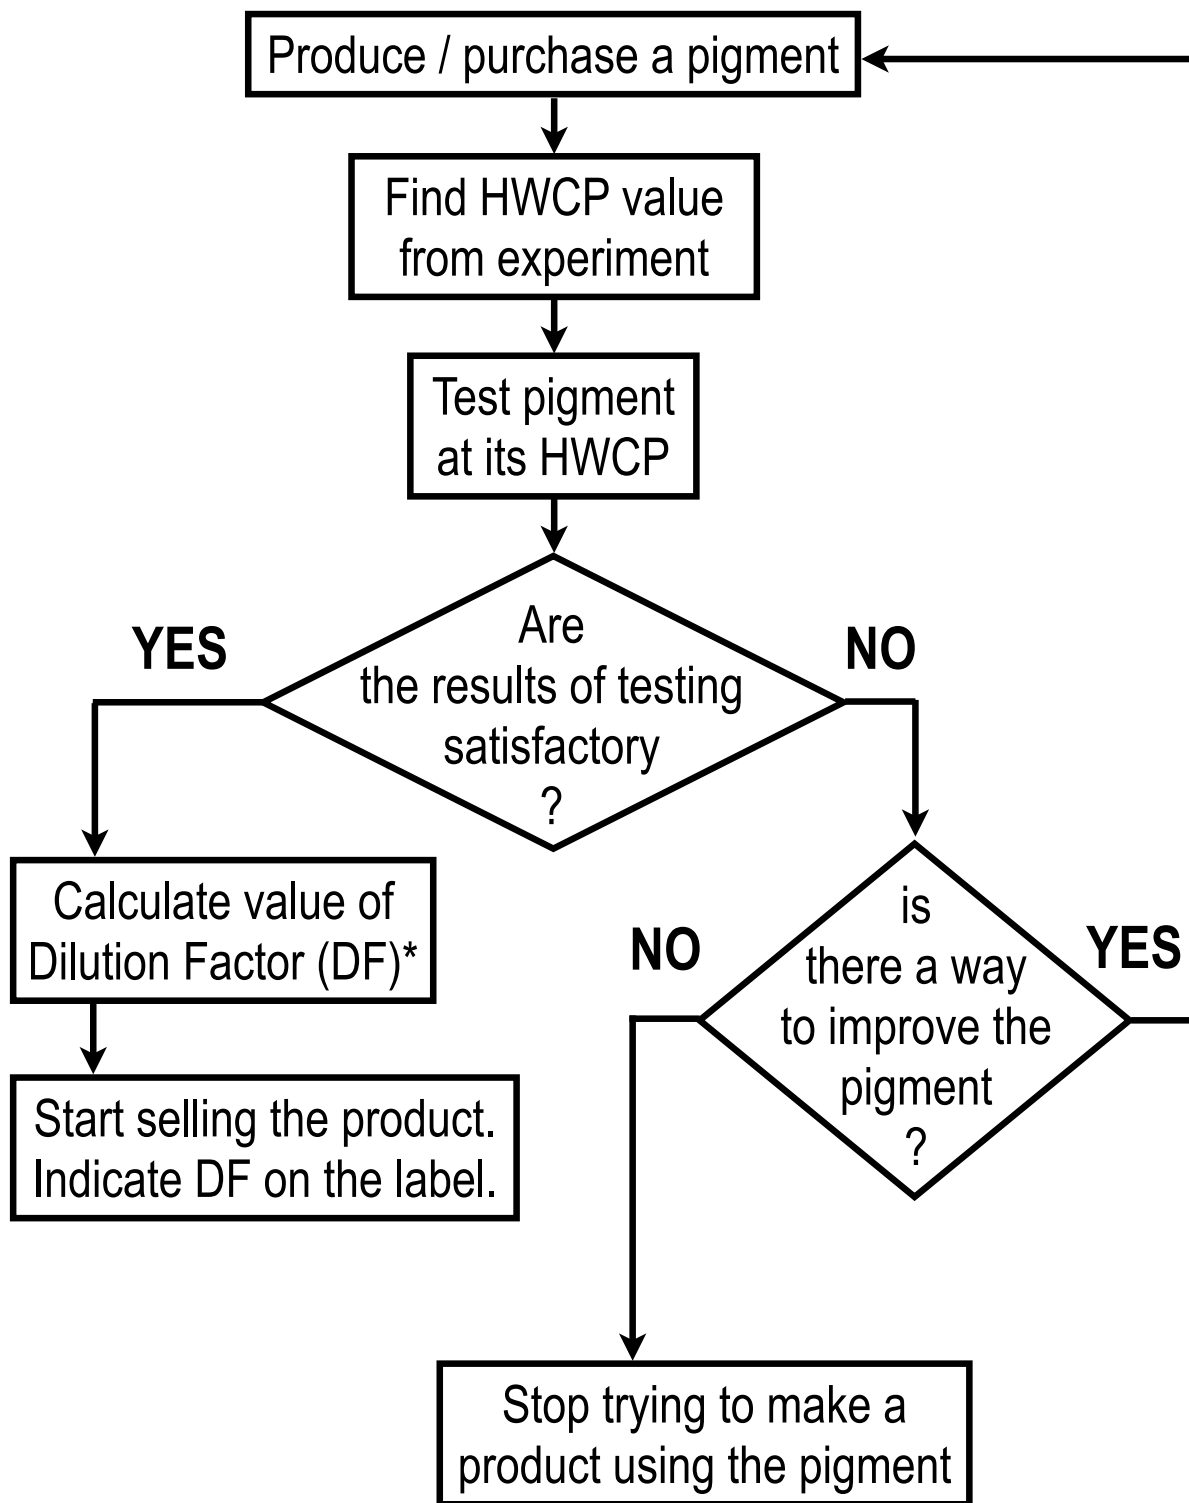 Produce / purchase a pigment
Find HWCP value
from experiment
Test pigment
at its HWCP
Are
the results of testing
satisfactory
?
YES
NO
Calculate value of
Dilution Factor (DF)*
Start selling the product.
Indicate DF on the label.
is
there a way
to improve the
pigment
?
NO
YES
Stop trying to make a
product using the pigment